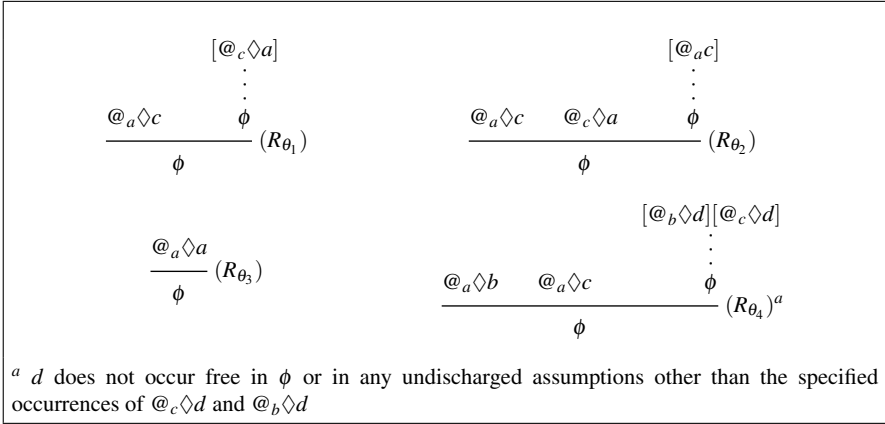 [@_c◇a] [@_ac]
@_a◇c ϕ (R_θ₁) @_a◇c @_c◇a ϕ (R_θ₂)
ϕ ϕ
[@_b◇d][@_c◇d]
@_a◇a (R_θ₃) @_a◇b @_a◇c ϕ (R_θ₄)^a
ϕ ϕ
^a d does not occur free in ϕ or in any undischarged assumptions other than the specified
occurrences of @_c◇d and @_b◇d